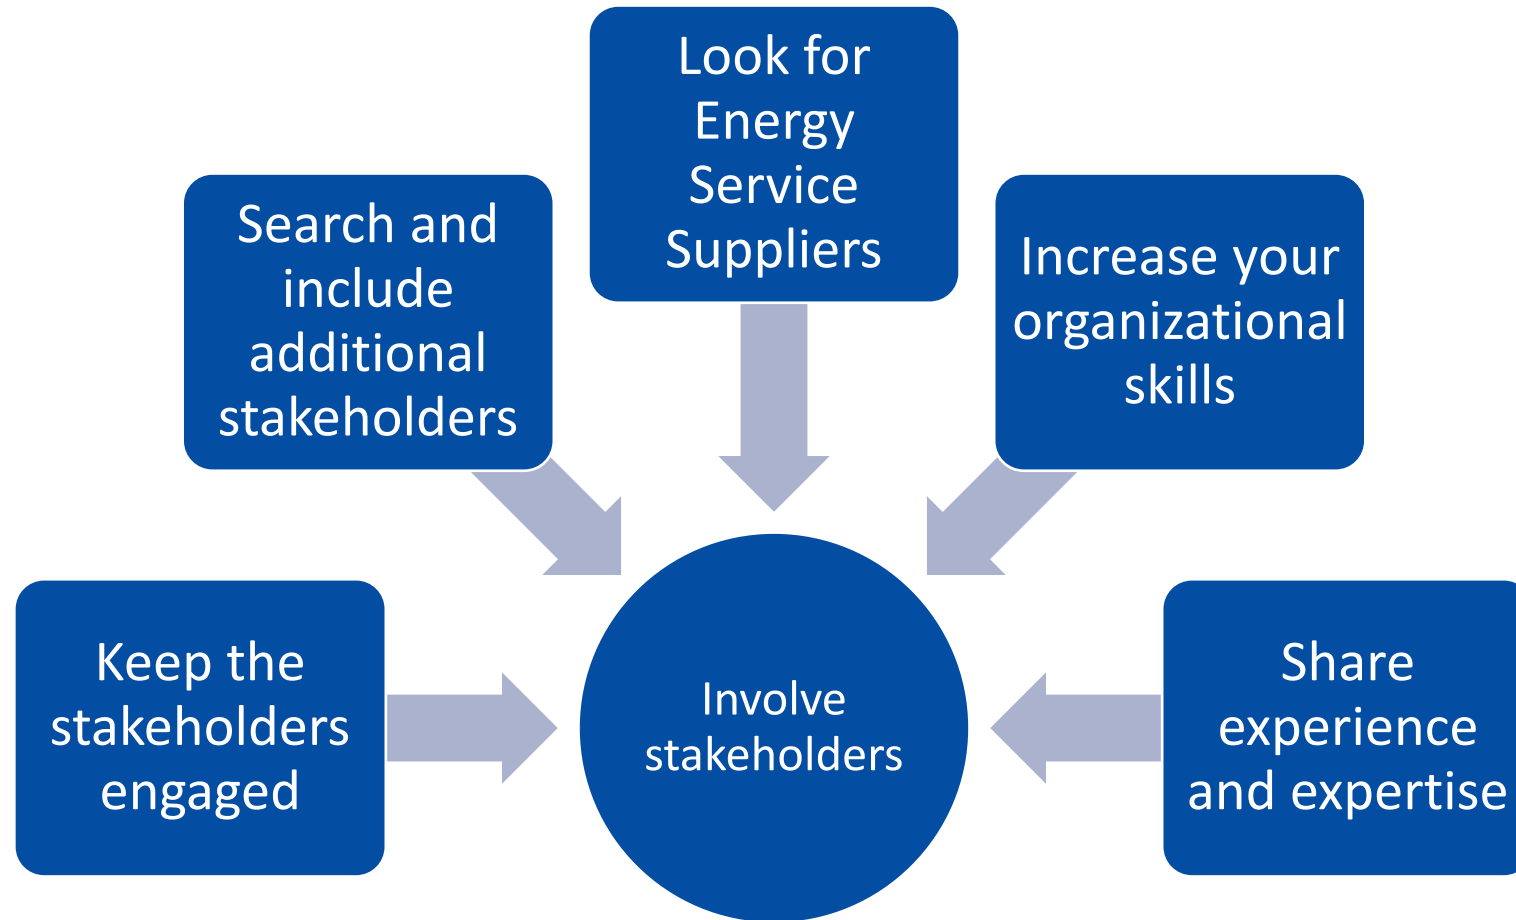 Look for
Energy
Service
Suppliers
Search and
include
additional
stakeholders
Increase your
organizational
skills
Keep the
stakeholders
engaged
Involve
stakeholders
Share
experience
and expertise